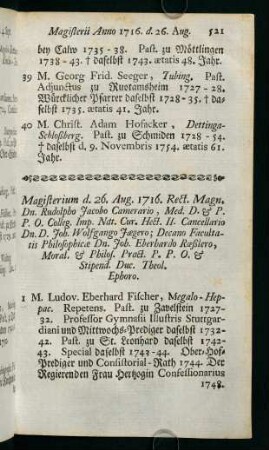 Magisterii Anno 1716. d. 26. Aug. 521
bey Calw 1735-38. Past. zu Möttlingen
1738-43. † daselbst 1743. ætatis 48. Jahr.
39 M. Georg Frid. Seeger, Tubing. Past.
Adjunctus zu Ruotamsheim 1727-28.
Würcklicher Pfarrer daselbst 1728-35. † da-
selbst 1735. ætatis 41. Jahr.
40 M. Christ. Adam Hofacker, Dettinga-
Schloßberg. Past. zu Schmiden 1728-54.
† daselbst d. 9. Novembris 1754. ætatis 61.
Jahr.
Magisterium d. 26. Aug. 1716. Rect. Magn.
Dn. Rudolpho Jacobo Camerario, Med. D. & P.
P. O. Colleg. Imp. Nat. Cur. Hect. II. Cancellario
Dn. D. Joh. Wolfgango Jægero; Decano Faculta-
tis Philosophicæ Dn. Joh. Eberhardo Rœslero,
Moral. & Philos. Pract. P. P. O. &
Stipend. Duc. Theol.
Ephoro.
1 M. Ludov. Eberhard Fischer, Megalo-Hep-
pac. Repetens. Past. zu Zavelstein 1727-
32. Professor Gymnasii Illustris Stuttgar-
diani und Mittwochs-Prediger daselbst 1732-
42. Past. zu St. Leonhard daselbst 1742-
43. Special daselbst 1743-44. Ober-Hof-
Prediger und Consistorial-Rath 1744. Der
Regierenden Frau Hertzogin Confessionarius
1748.